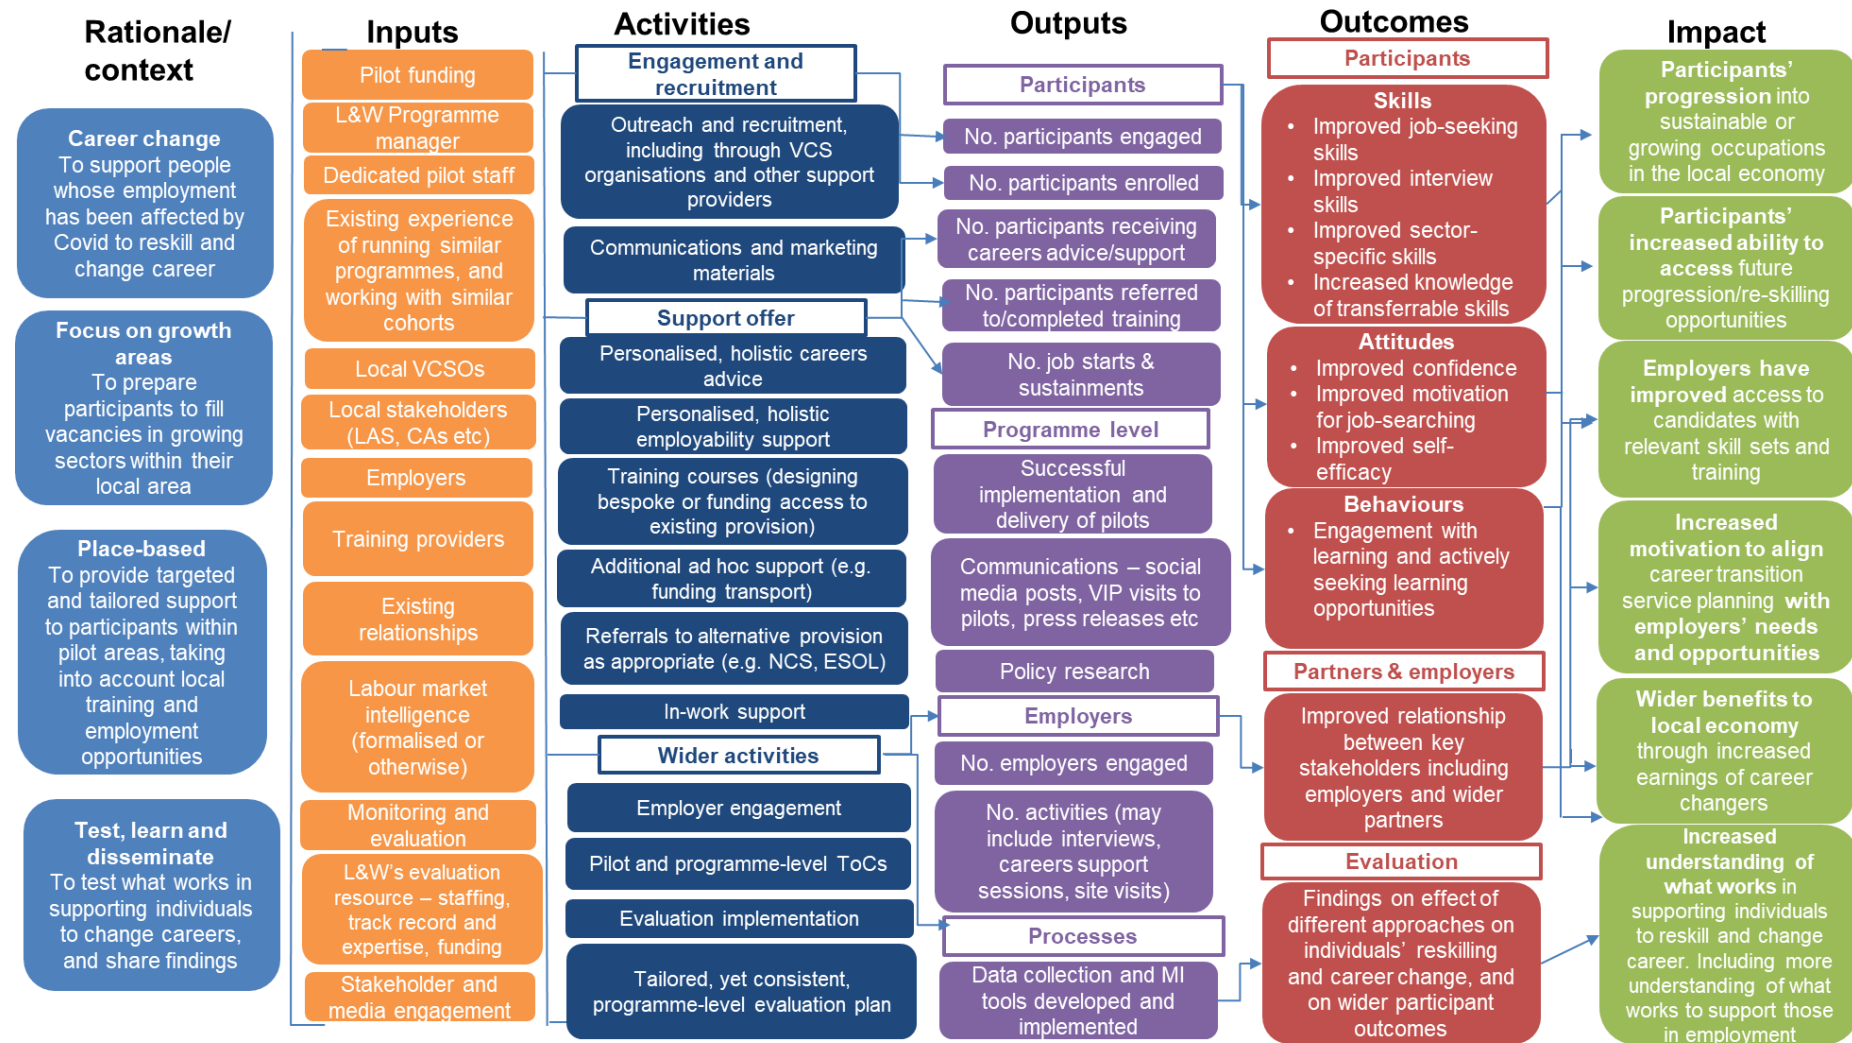 Rationale/
context
Career change
To support people
whose employment
has been affected by
Covid to reskill and
change career
Focus on growth
areas
To prepare
participants to fill
vacancies in growing
sectors within their
local area
Place-based
To provide targeted
and tailored support
to participants within
pilot areas, taking
into account local
training and
employment
opportunities
Test, learn and
disseminate
To test what works in
supporting individuals
to change careers,
and share findings
Inputs
Pilot funding
L&W Programme
manager
Dedicated pilot staff
Existing experience
of running similar
programmes, and
working with similar
cohorts
Local VCSOs
Local stakeholders
(LAS, CAs etc)
Employers
Training providers
Existing
relationships
Labour market
intelligence
(formalised or
otherwise)
Monitoring and
evaluation
L&W's evaluation
resource – staffing,
track record and
expertise, funding
Stakeholder and
media engagement
Activities
Engagement and
recruitment
Outreach and recruitment,
including through VCS
organisations and other support
providers
Communications and marketing
materials
Support offer
Personalised, holistic careers
advice
Personalised, holistic
employability support
Training courses (designing
bespoke or funding access to
existing provision)
Additional ad hoc support (e.g.
funding transport)
Referrals to alternative provision
as appropriate (e.g. NCS, ESOL)
In-work support
Wider activities
Employer engagement
Pilot and programme-level ToCs
Evaluation implementation
Tailored, yet consistent,
programme-level evaluation plan
Outputs
Participants
No. participants engaged
No. participants enrolled
No. participants receiving
careers advice/support
No. participants referred
to/completed training
No. job starts &
sustainments
Programme level
Successful
implementation and
delivery of pilots
Communications – social
media posts, VIP visits to
pilots, press releases etc
Policy research
Employers
No. employers engaged
No. activities (may
include interviews,
careers support
sessions, site visits)
Processes
Data collection and MI
tools developed and
implemented
Outcomes
Participants
Skills
• Improved job-seeking
skills
• Improved interview
skills
• Improved sector-
specific skills
• Increased knowledge
of transferrable skills
Attitudes
• Improved confidence
• Improved motivation
for job-searching
• Improved self-
efficacy
Behaviours
• Engagement with
learning and actively
seeking learning
opportunities
Partners & employers
Improved relationship
between key
stakeholders including
employers and wider
partners
Evaluation
Findings on effect of
different approaches on
individuals' reskilling
and career change, and
on wider participant
outcomes
Impact
Participants'
progression into
sustainable or
growing occupations
in the local economy
Participants'
increased ability to
access future
progression/re-skilling
opportunities
Employers have
improved access to
candidates with
relevant skill sets and
training
Increased
motivation to align
career transition
service planning with
employers' needs
and opportunities
Wider benefits to
local economy
through increased
earnings of career
changers
Increased
understanding of
what works in
supporting individuals
to reskill and change
career. Including more
understanding of what
works to support those
in employment